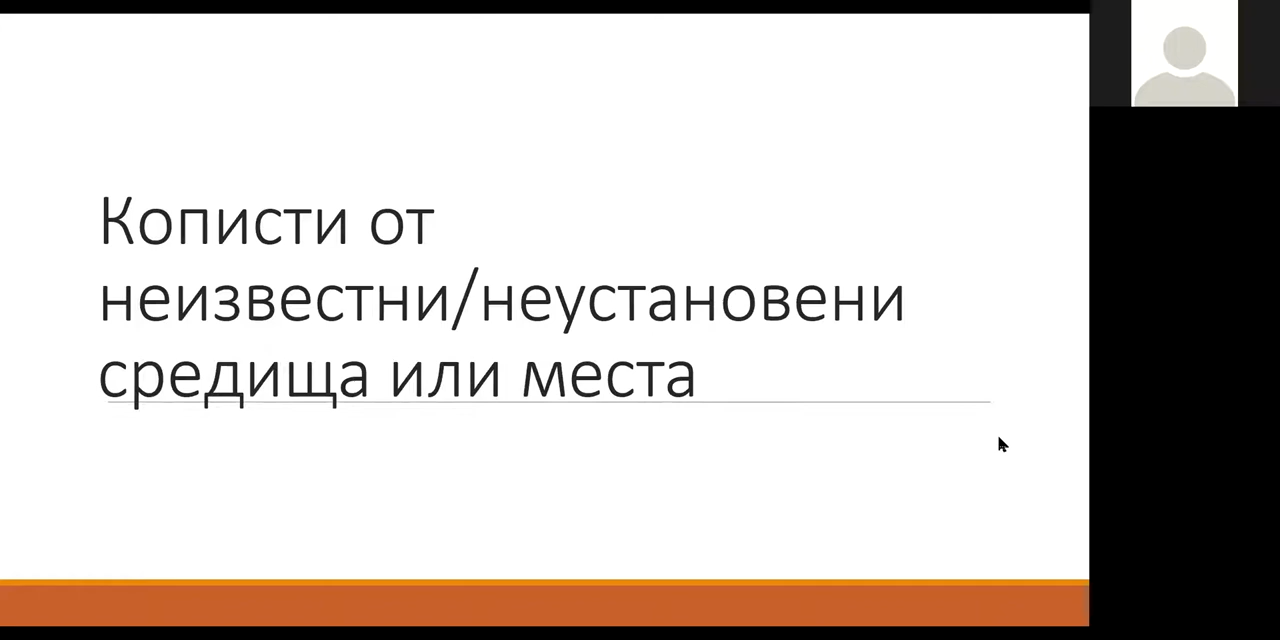 Кописти от
неизвестни/неустановени
средища или места